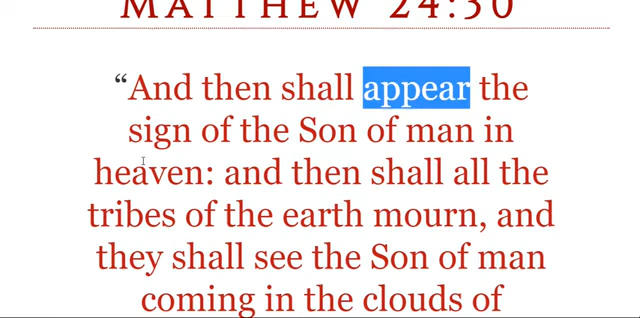 MATTHEW 24:30
“And then shall appear the
sign of the Son of man in
heaven: and then shall all the
tribes of the earth mourn, and
they shall see the Son of man
coming in the clouds of